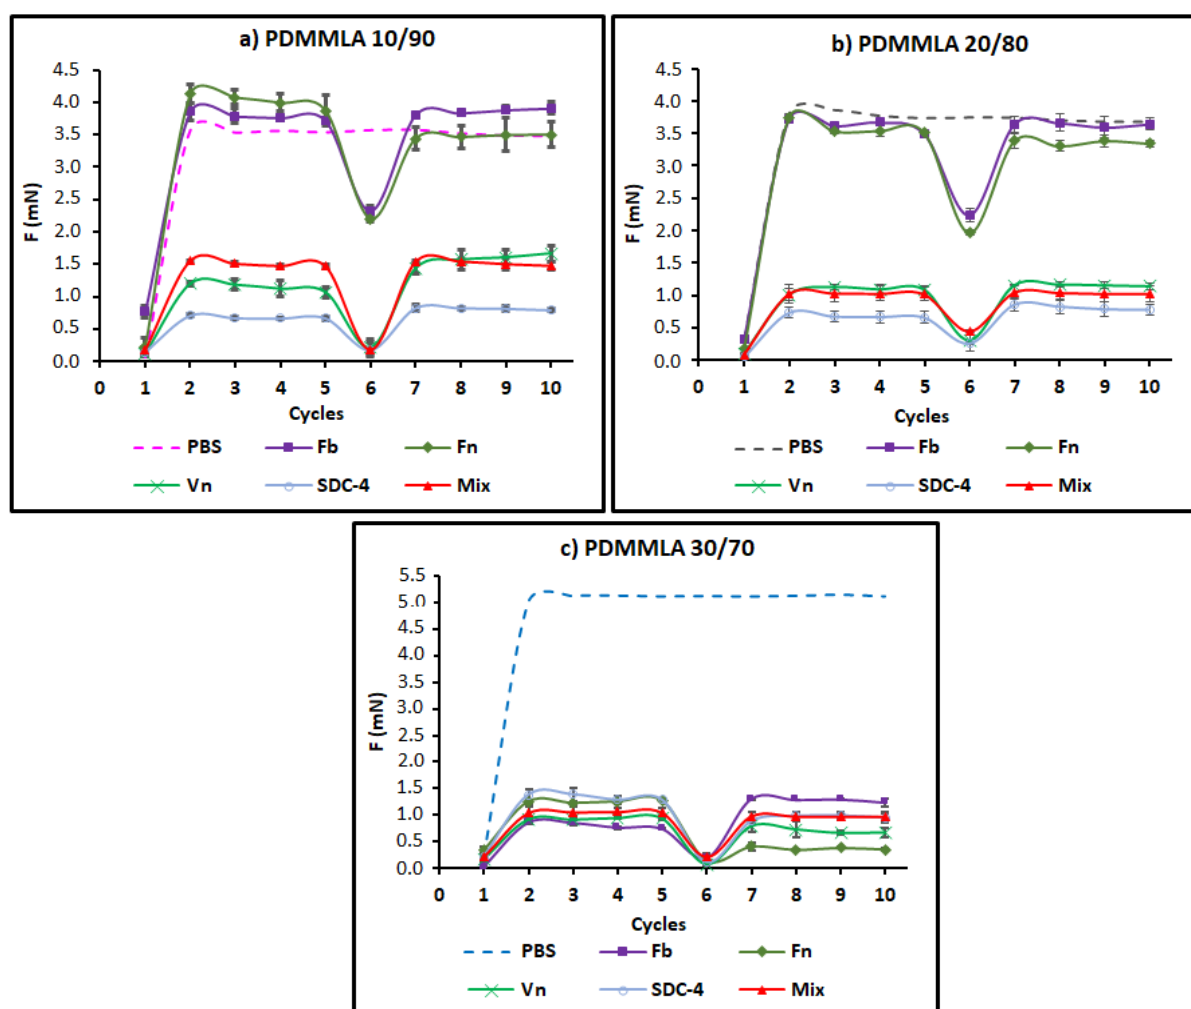 a) PDMMLA 10/90
F (mN)
4.5
4.0
3.5
3.0
2.5
2.0
1.5
1.0
0.5
0.0
0 1 2 3 4 5 6 7 8 9 10
Cycles
PBS Fb Fn
Vn SDC-4 Mix
b) PDMMLA 20/80
F (mN)
4.5
4.0
3.5
3.0
2.5
2.0
1.5
1.0
0.5
0.0
0 1 2 3 4 5 6 7 8 9 10
Cycles
PBS Fb Fn
Vn SDC-4 Mix
c) PDMMLA 30/70
F (mN)
5.5
5.0
4.5
4.0
3.5
3.0
2.5
2.0
1.5
1.0
0.5
0.0
0 1 2 3 4 5 6 7 8 9 10
Cycles
PBS Fb Fn
Vn SDC-4 Mix